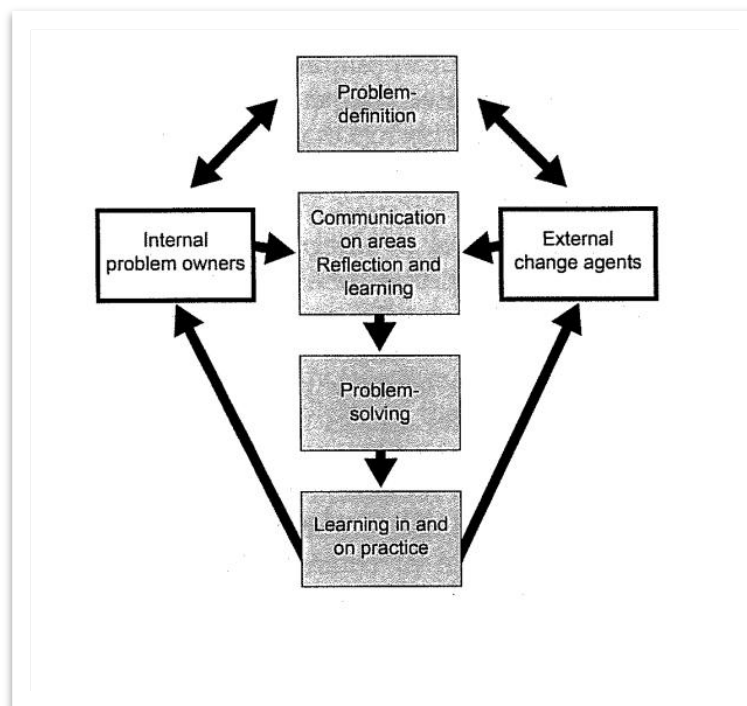 Problem-
definition
Communication
on areas
Reflection and
learning
Internal
problem owners
External
change agents
Problem-
solving
Learning in and
on practice